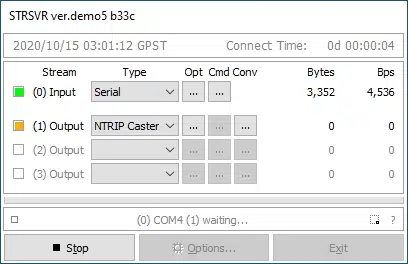 STRSVR ver.demo5 b33c
2020/10/15 03:01:12 GPST Connect Time: 0d 00:00:04
Stream Type Opt Cmd Conv Bytes Bps
(0) Input Serial ... ... 3,352 4,536
(1) Output NTRIP Caster ... ... ... 0 0
(2) Output ... ... ... 0 0
(3) Output ... ... ... 0 0
(0) COM4 (1) waiting... ?
Stop Options... Exit